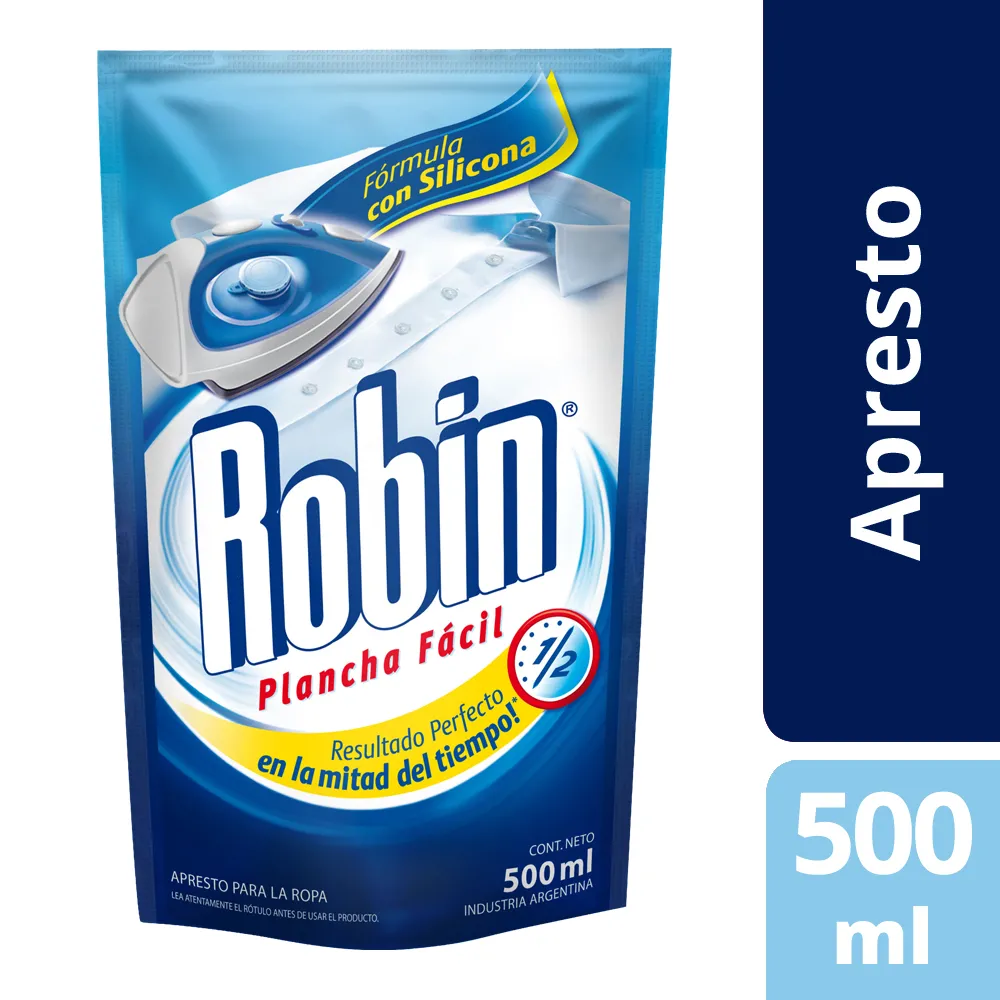 Fórmula
con Silicona
Robin®
Plancha Fácil
1/2
Resultado Perfecto
en la mitad del tiempo!*
CONT. NETO
500 ml
INDUSTRIA ARGENTINA
APRESTO PARA LA ROPA
LEA ATENTAMENTE EL RÓTULO ANTES DE USAR EL PRODUCTO.
Apresto
500
ml